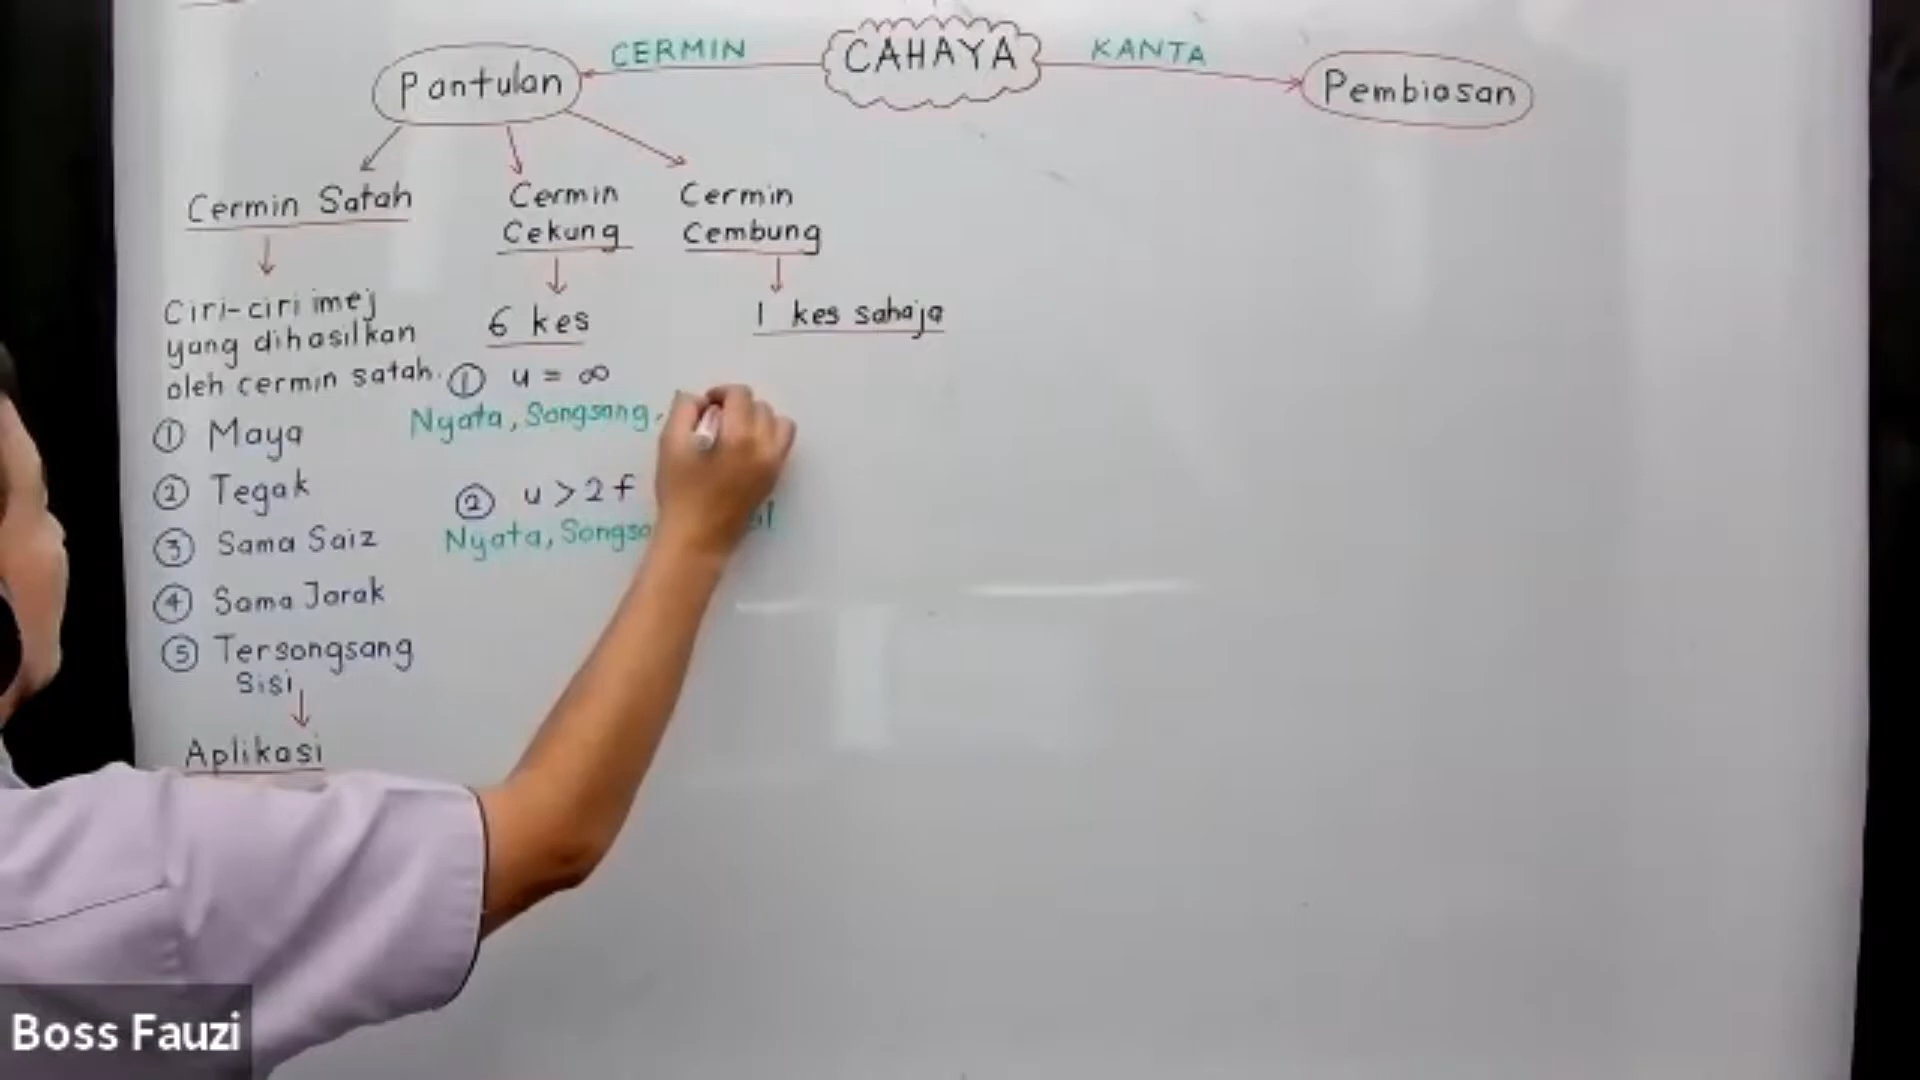 CERMIN
CAHAYA
KANTA
Pantulan
Pembiasan
Cermin Satah
Cermin
Cekung
Cermin
Cembung
Ciri-ciri imej
yang dihasilkan
oleh cermin satah.
① Maya
② Tegak
③ Sama Saiz
④ Sama Jarak
⑤ Tersongsang
Sisi
Aplikasi
6 kes
① u = ∞
Nyata, Songsang,
② u > 2f
Nyata,
1 kes sahaja
Boss Fauzi